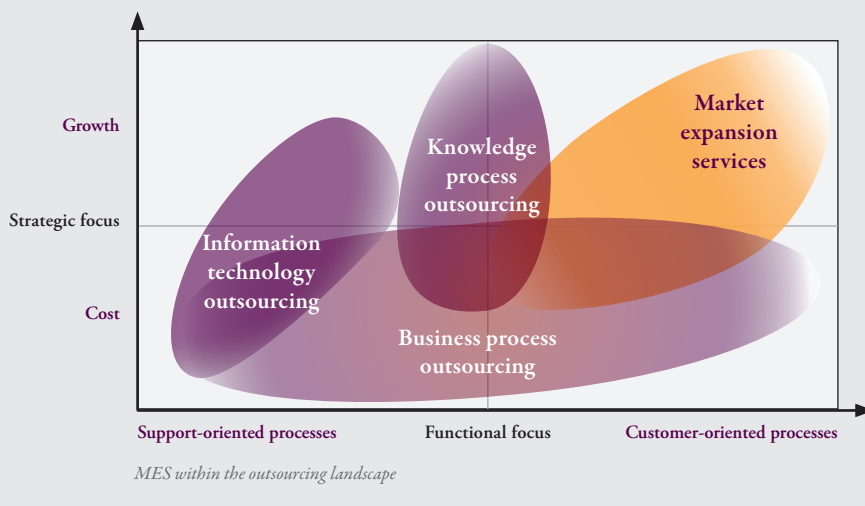 Growth
Strategic focus
Cost
Information
technology
outsourcing
Knowledge
process
outsourcing
Market
expansion
services
Business process
outsourcing
Support-oriented processes
Functional focus
Customer-oriented processes
MES within the outsourcing landscape